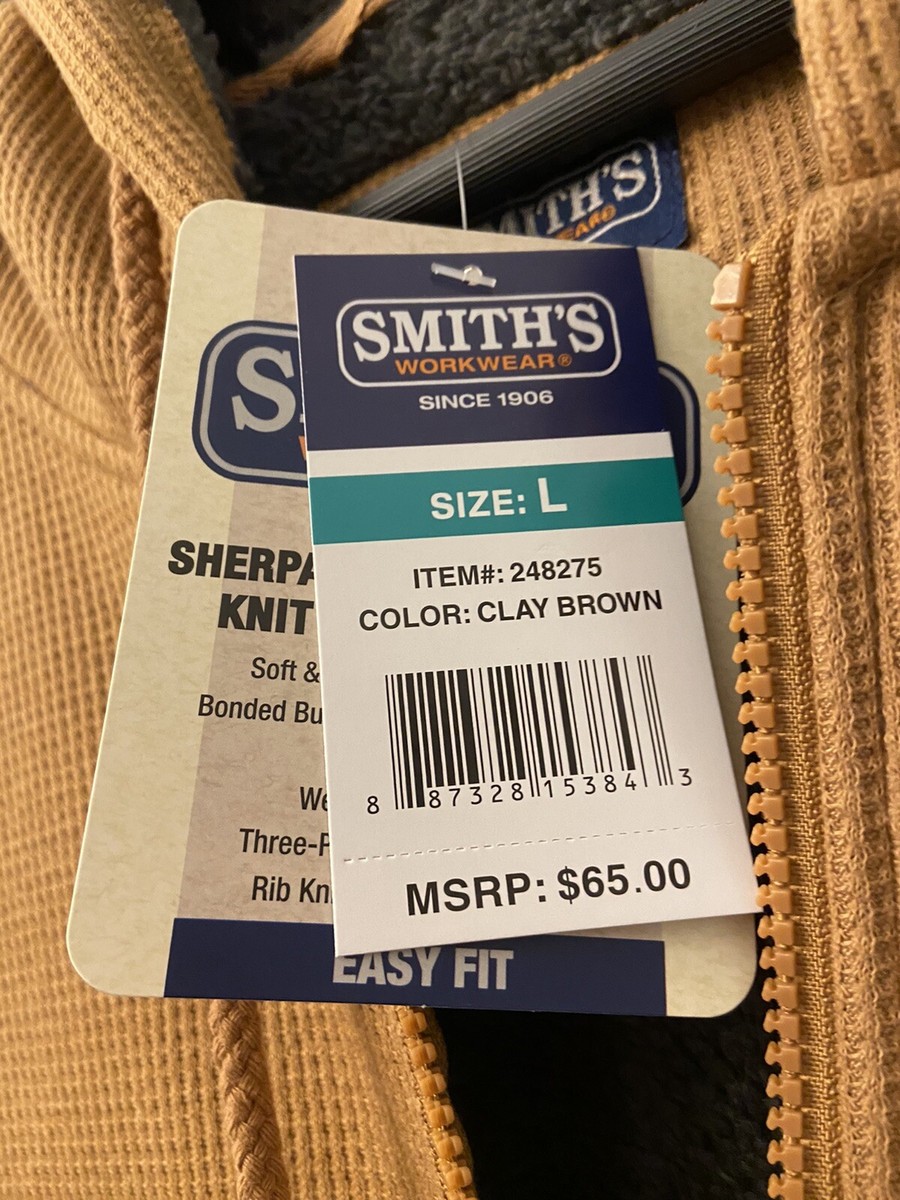 SMITH'S
WORKWEAR®
SINCE 1906
SIZE: L
ITEM#: 248275
COLOR: CLAY BROWN
8 87328 15384 3
MSRP: $65.00
SHERPA
KNIT
Soft &
Bonded
Three-
Rib
EASY FIT